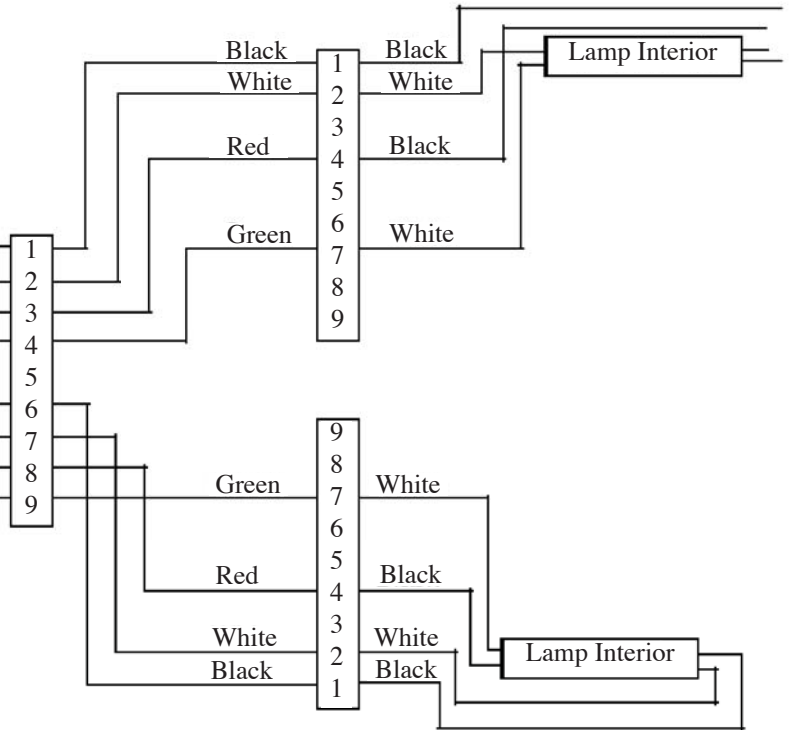 Black
Black
Lamp Interior
White
White
Red
Black
Green
White
1
2
3
4
5
6
7
8
9
1
2
3
4
5
6
7
8
9
9
8
7
6
5
4
3
2
1
Green
White
Red
Black
White
White
Lamp Interior
Black
Black